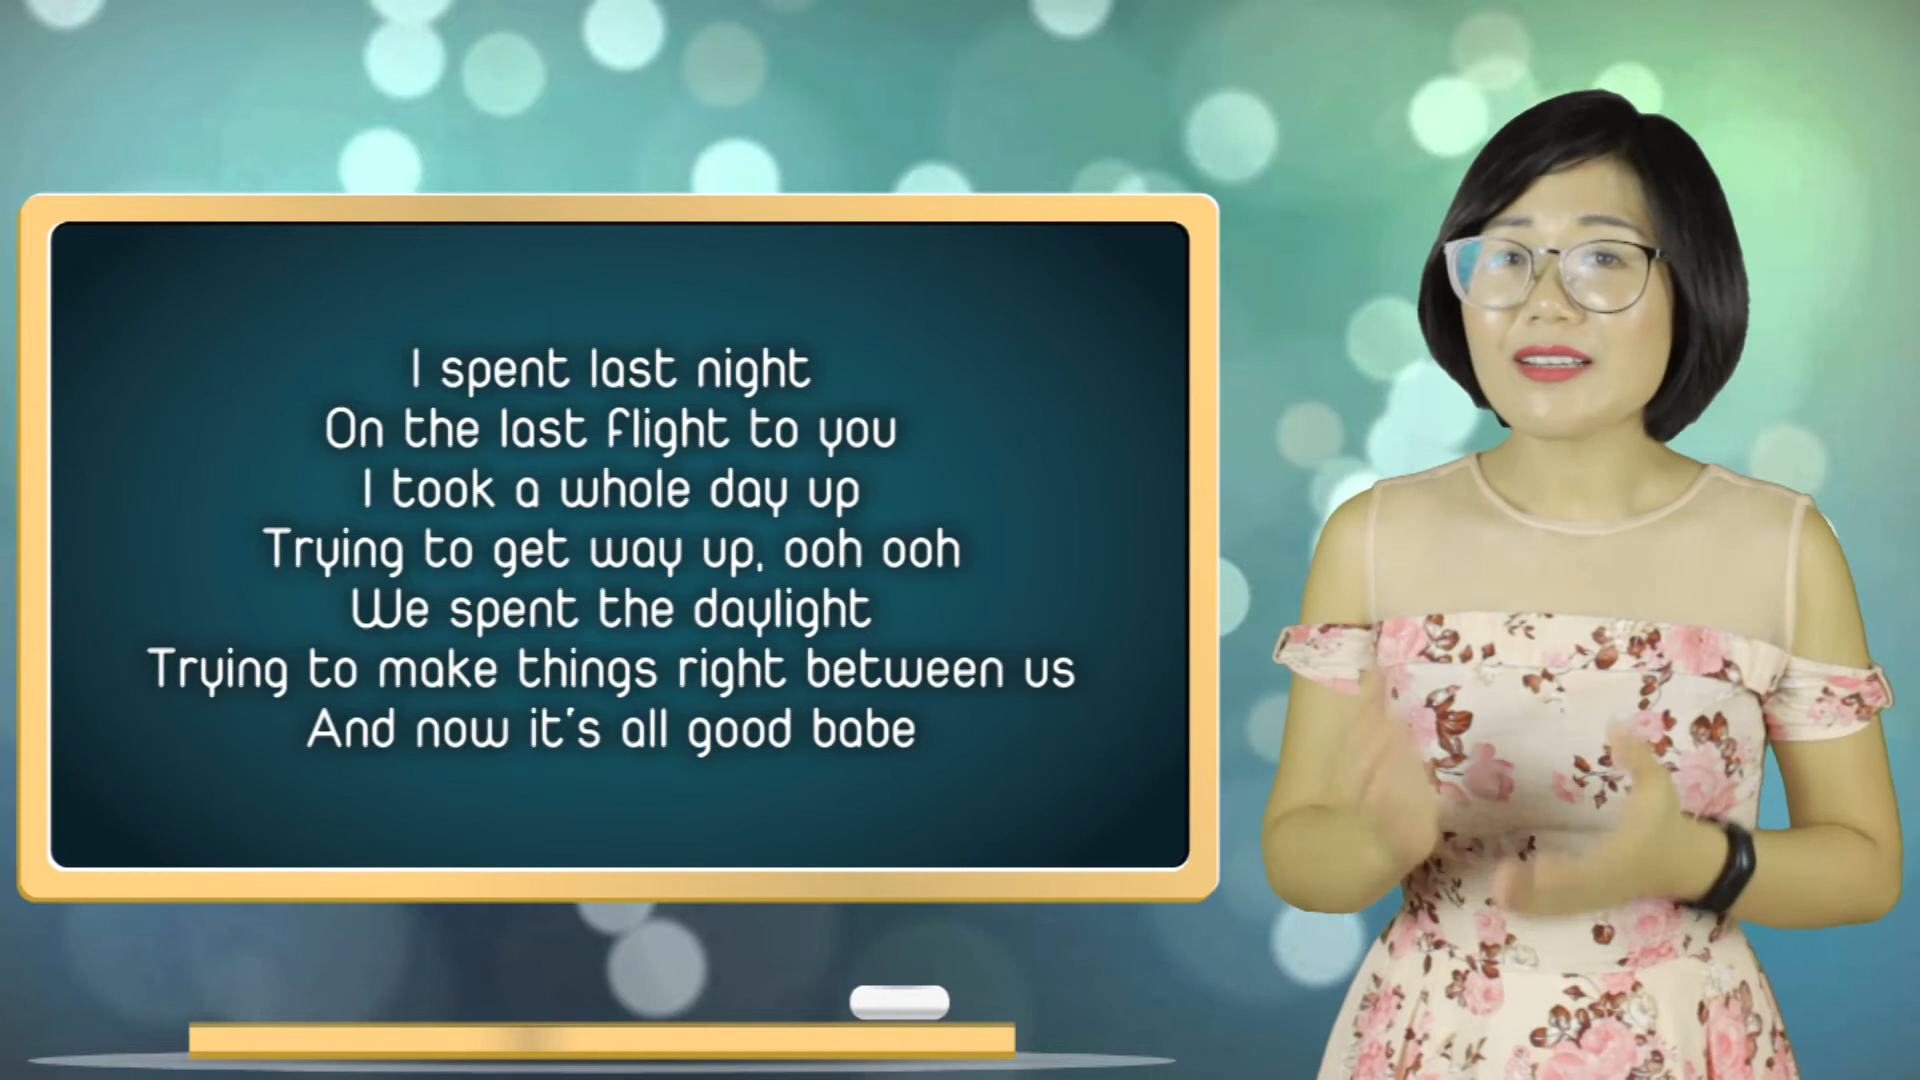 I spent last night
On the last flight to you
I took a whole day up
Trying to get way up, ooh ooh
We spent the daylight
Trying to make things right between us
And now it's all good babe